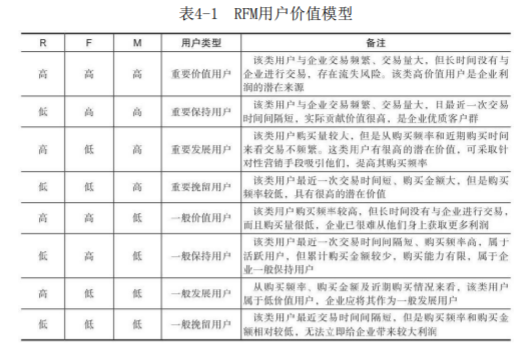 表4-1 RFM用户价值模型
R F M 用户类型 备注
高 高 高 重要价值用户 该类用户与企业交易频繁、交易量大，但长时间没有与
企业进行交易，存在流失风险。该类高价值用户是企业利
润的潜在来源
低 高 高 重要保持用户 该类用户与企业交易频繁、交易量大，且最近一次交易
时间间隔短，实际贡献价值很高，是企业优质客户群
高 低 高 重要发展用户 该类用户购买量较大，但是从购买频率和近期购买时间
来看交易不频繁。这类用户有很高的潜在价值，可采取针
对性营销手段吸引他们，提高其购买频率
低 低 高 重要挽留用户 该类用户最近一次交易时间短、购买金额大，但是购买
频率较低，具有很高的潜在价值
高 高 低 一般价值用户 该类用户购买频率较高，但长时间没有与企业进行交易，
而且购买量很低，企业已很难从他们身上获取更多利润
低 高 低 一般保持用户 该类用户最近一次交易时间间隔短、购买频率高，属于
活跃用户，但累计购买金额较少，购买能力有限，属于企
业一般保持用户
高 低 低 一般发展用户 从购买频率、购买金额及近期购买情况来看，该类用户
属于低价值用户，企业应将其作为一般发展用户
低 低 低 一般挽留用户 该类用户最近交易时间间隔短，但是购买频率和购买金
额相对较低，无法立即给企业带来较大利润